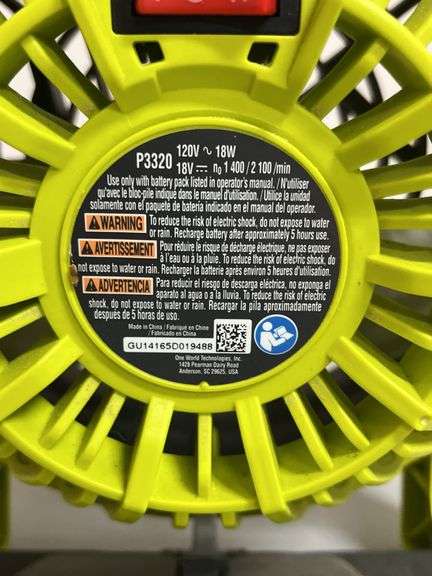 P3320 120V ~ 18W
18V ⎓ n₀ 1 400 / 2 100 /min
Use only with battery pack listed in operator's manual. / N'utiliser
qu'avec le bloc-pile indiqué dans le manuel d'utilisation. / Utilice la unidad
solamente con el paquete de batería indicado en el manual del operador.
WARNING To reduce the risk of electric shock, do not expose to water
or rain. Recharge battery after approximately 5 hours use.
AVERTISSEMENT Pour réduire le risque de décharge électrique, ne pas exposer
à l'eau ou à la pluie. To reduce the risk of electric shock, do
not expose to water or rain. Recharger la batterie après environ 5 heures d'utilisation.
ADVERTENCIA Para reducir el riesgo de descarga eléctrica, no exponga el
aparato al agua o a la lluvia. To reduce the risk of electric
shock, do not expose to water or rain. Recargar la pila aproximadamente
después de 5 horas.
Made in China / Fabriqué en Chine
/ Fabricado en China
GU14165D019488
One World Technologies, Inc.
1428 Pearman Dairy Road
Anderson, SC 29625, USA